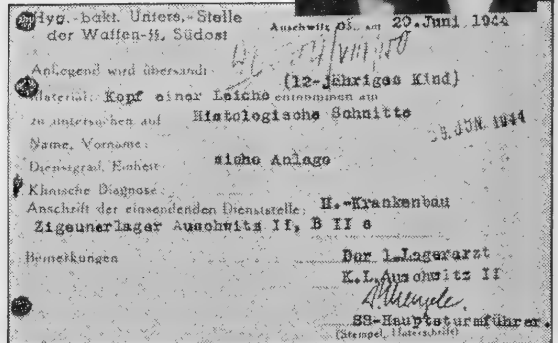 Hyg.-bakt. Unters.-Stelle
der Waffen-SS, Südost
Auschwitz OS., am 29. Juni 1944
Anliegend wird übersandt:
(12-jähriges Kind)
Material: Kopf einer Leiche entnommen am
zu untersuchen auf Histologische Schnitte
JUN. 1944
Name, Vorname:
Dienstgrad, Einheit: siehe Anlage
Klinische Diagnose:
Anschrift der einsendenden Dienststelle: H.-Krankenbau
Zigeunerlager Auschwitz II, B II e
Bemerkungen
Der 1.Lagerarzt
K.L.Auschwitz II
SS-Hauptsturmführer.
(Stempel, Unterschrift)